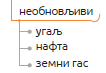 необновљиви
угаљ
нафта
земни гас